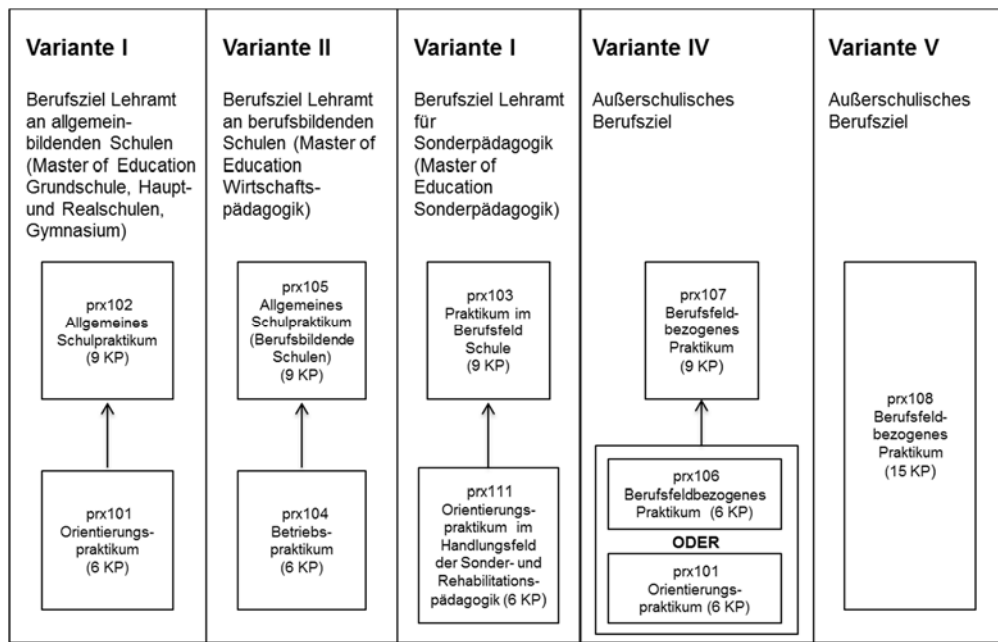 Variante I
Berufsziel Lehramt
an allgemein-
bildenden Schulen
(Master of Education
Grundschule, Haupt-
und Realschulen,
Gymnasium)
prx102
Allgemeines
Schulpraktikum
(9 KP)
prx101
Orientierungs-
praktikum
(6 KP)
Variante II
Berufsziel Lehramt
an berufsbildenden
Schulen (Master of
Education
Wirtschafts-
pädagogik)
prx105
Allgemeines
Schulpraktikum
(Berufsbildende
Schulen)
(9 KP)
prx104
Betriebs-
praktikum
(6 KP)
Variante I
Berufsziel Lehramt
für
Sonderpädagogik
(Master of
Education
Sonderpädagogik)
prx103
Praktikum im
Berufsfeld
Schule
(9 KP)
prx111
Orientierungs-
praktikum im
Handlungsfeld
der Sonder- und
Rehabilitations-
pädagogik (6 KP)
Variante IV
Außerschulisches
Berufsziel
prx107
Berufsfeld-
bezogenes
Praktikum
(9 KP)
prx106
Berufsfeldbezogenes
Praktikum (6 KP)
ODER
prx101
Orientierungs-
praktikum (6 KP)
Variante V
Außerschulisches
Berufsziel
prx108
Berufsfeld-
bezogenes
Praktikum
(15 KP)